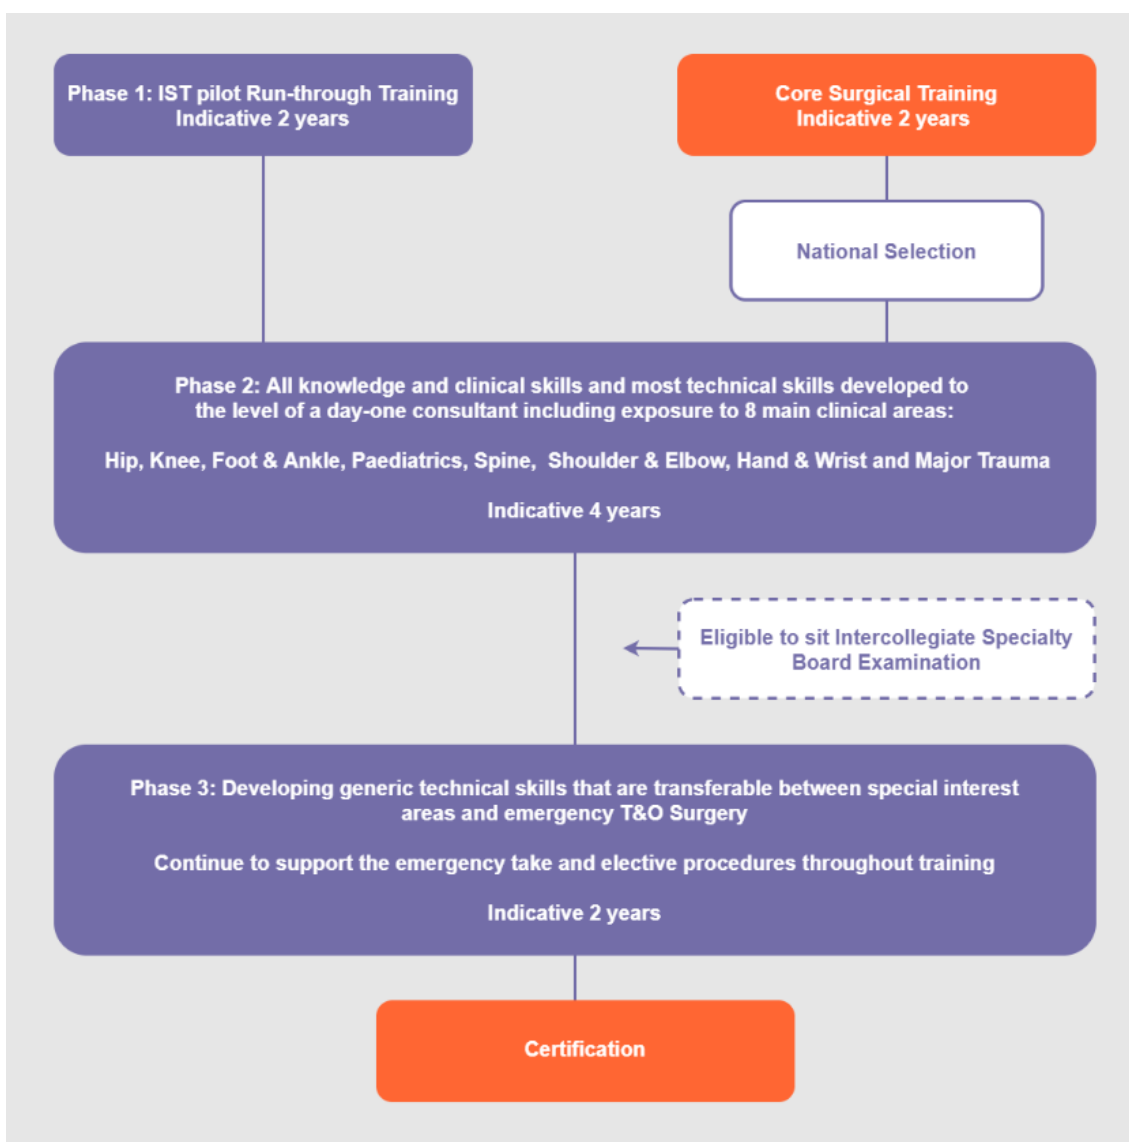 Phase 1: IST pilot Run-through Training
Indicative 2 years
Core Surgical Training
Indicative 2 years
National Selection
Phase 2: All knowledge and clinical skills and most technical skills developed to
the level of a day-one consultant including exposure to 8 main clinical areas:
Hip, Knee, Foot & Ankle, Paediatrics, Spine, Shoulder & Elbow, Hand & Wrist and Major Trauma
Indicative 4 years
Eligible to sit Intercollegiate Specialty
Board Examination
Phase 3: Developing generic technical skills that are transferable between special interest
areas and emergency T&O Surgery
Continue to support the emergency take and elective procedures throughout training
Indicative 2 years
Certification